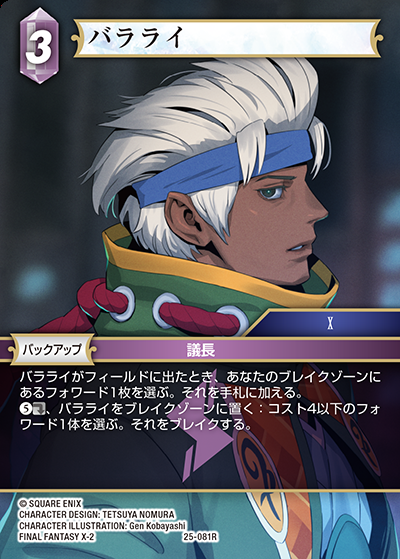 3
バラライ
X
バックアップ
議長
バラライがフィールドに出たとき、あなたのブレイクゾーンに
あるフォワード1枚を選ぶ。それを手札に加える。
5、バラライをブレイクゾーンに置く：コスト4以下のフォ
ワード1体を選ぶ。それをブレイクする。
© SQUARE ENIX
CHARACTER DESIGN: TETSUYA NOMURA
CHARACTER ILLUSTRATION: Gen Kobayashi
FINAL FANTASY X-2 25-081R